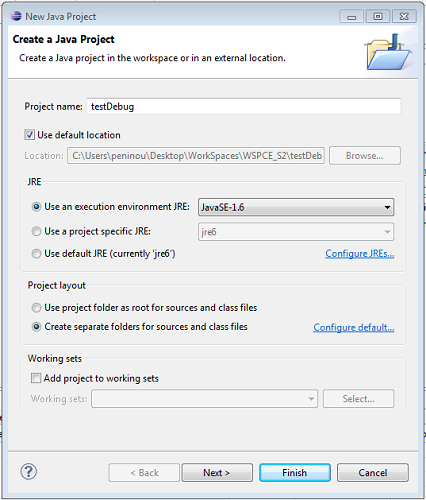 New Java Project
Create a Java Project
Create a Java project in the workspace or in an external location.
Project name: testDebug
Use default location
Location: C:\Users\peninou\Desktop\WorkSpaces\WSPCE_S2\testDeb Browse...
JRE
Use an execution environment JRE: JavaSE-1.6
Use a project specific JRE: jre6
Use default JRE (currently 'jre6') Configure JREs...
Project layout
Use project folder as root for sources and class files
Create separate folders for sources and class files Configure default...
Working sets
Add project to working sets
Working sets: Select...
? < Back Next > Finish Cancel